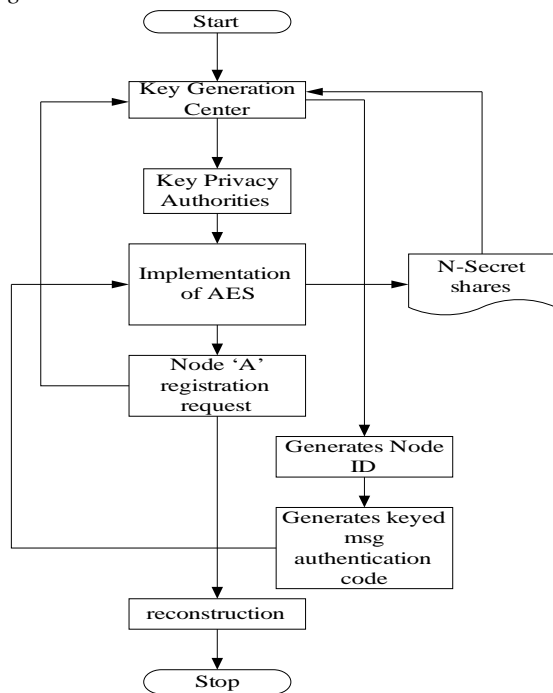 Start
Key Generation
Center
Key Privacy
Authorities
Implementation
of AES
N-Secret
shares
Node ‘A’
registration
request
Generates Node
ID
Generates keyed
msg
authentication
code
reconstruction
Stop